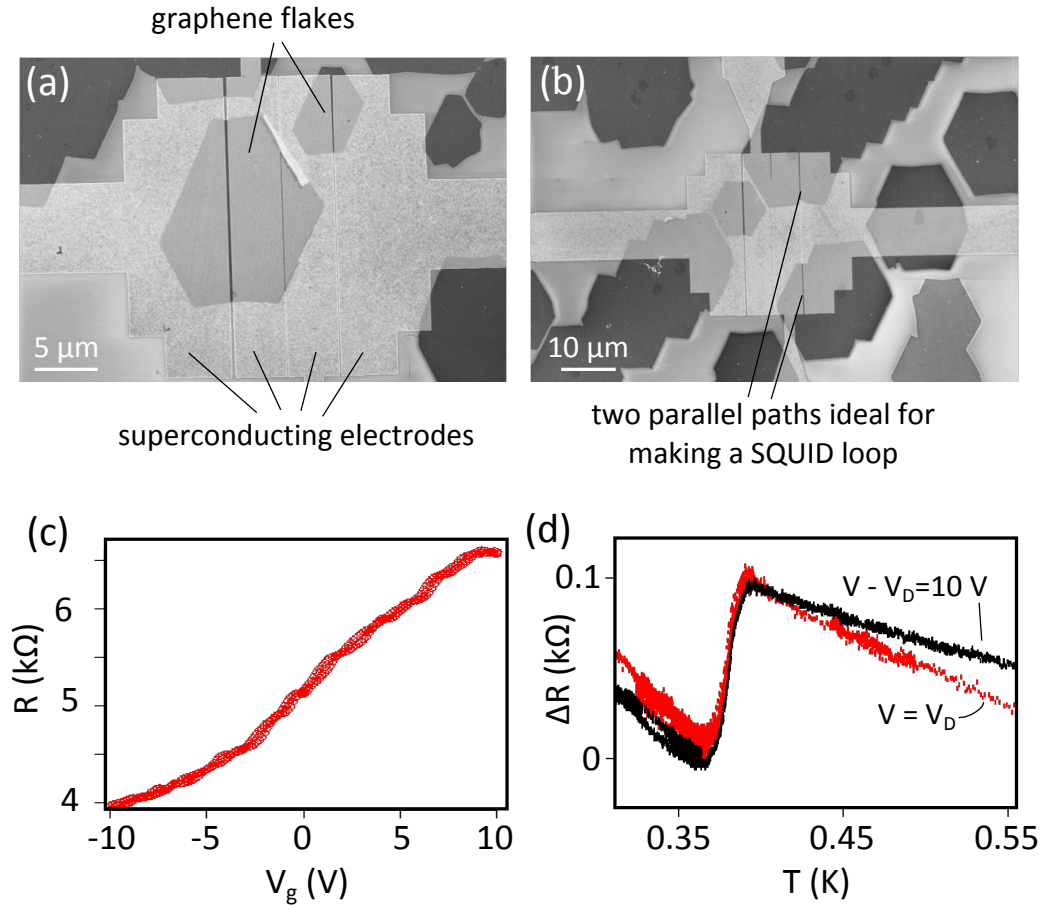 graphene flakes
(a)
(b)
5 µm
10 µm
superconducting electrodes
two parallel paths ideal for
making a SQUID loop
(c)
(d)
R (kΩ)
6
5
4
-10
-5
0
5
10
V_g (V)
ΔR (kΩ)
0.1
0
V - V_D=10 V
V = V_D
0.35
0.45
0.55
T (K)